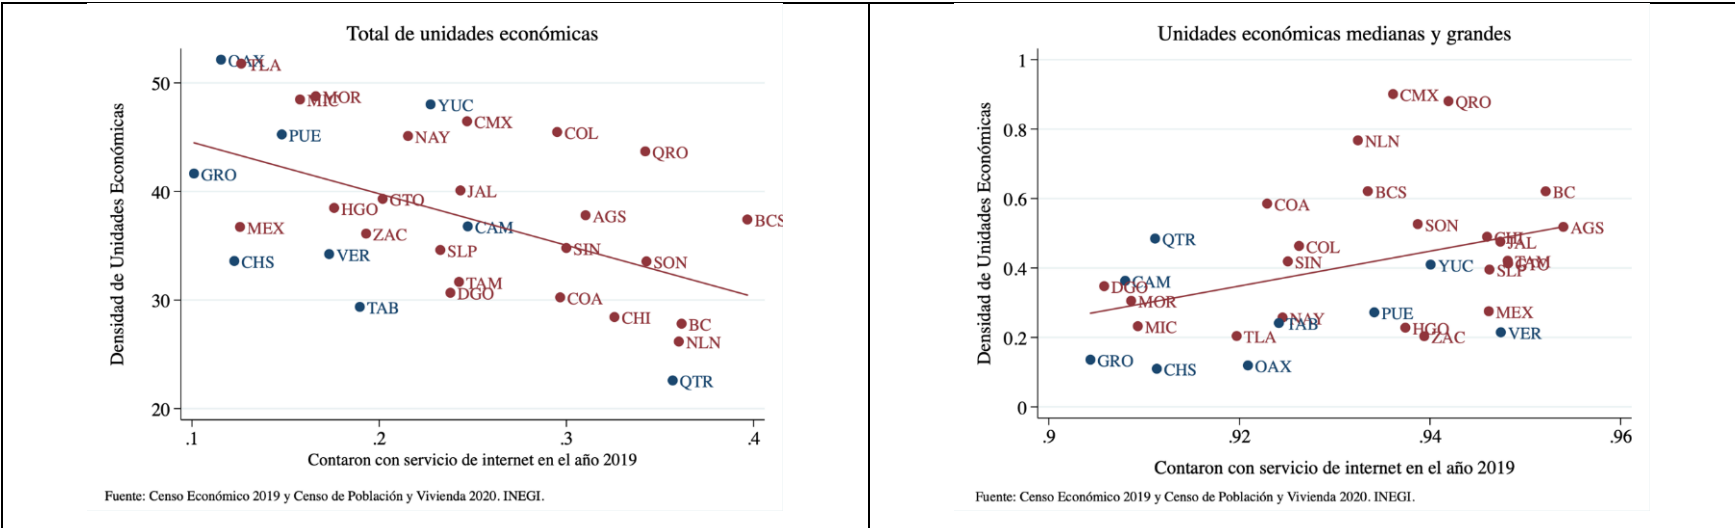 Total de unidades económicas
Densidad de Unidades Económicas
50
40
30
20
OAX
TLA
MIC
MOR
YUC
CMX
PUE
NAY
COL
QRO
GRO
JAL
GTO
HGO
AGS
BCS
MEX
CAM
ZAC
VER
SLP
SIN
CHS
SON
TAM
DGO
COA
TAB
CHI
BC
NLN
QTR
.1
.2
.3
.4
Contaron con servicio de internet en el año 2019
Fuente: Censo Económico 2019 y Censo de Población y Vivienda 2020. INEGI.
Unidades económicas medianas y grandes
Densidad de Unidades Económicas
1
0.8
0.6
0.4
0.2
0
CMX
QRO
NLN
BCS
BC
COA
SON
AGS
QTR
CHI
JAL
COL
SIN
YUC
TAM
GTO
SLP
CAM
DGO
MOR
MEX
PUE
NAY
TAB
MIC
HGO
VER
TLA
ZAC
GRO
CHS
OAX
.9
.92
.94
.96
Contaron con servicio de internet en el año 2019
Fuente: Censo Económico 2019 y Censo de Población y Vivienda 2020. INEGI.